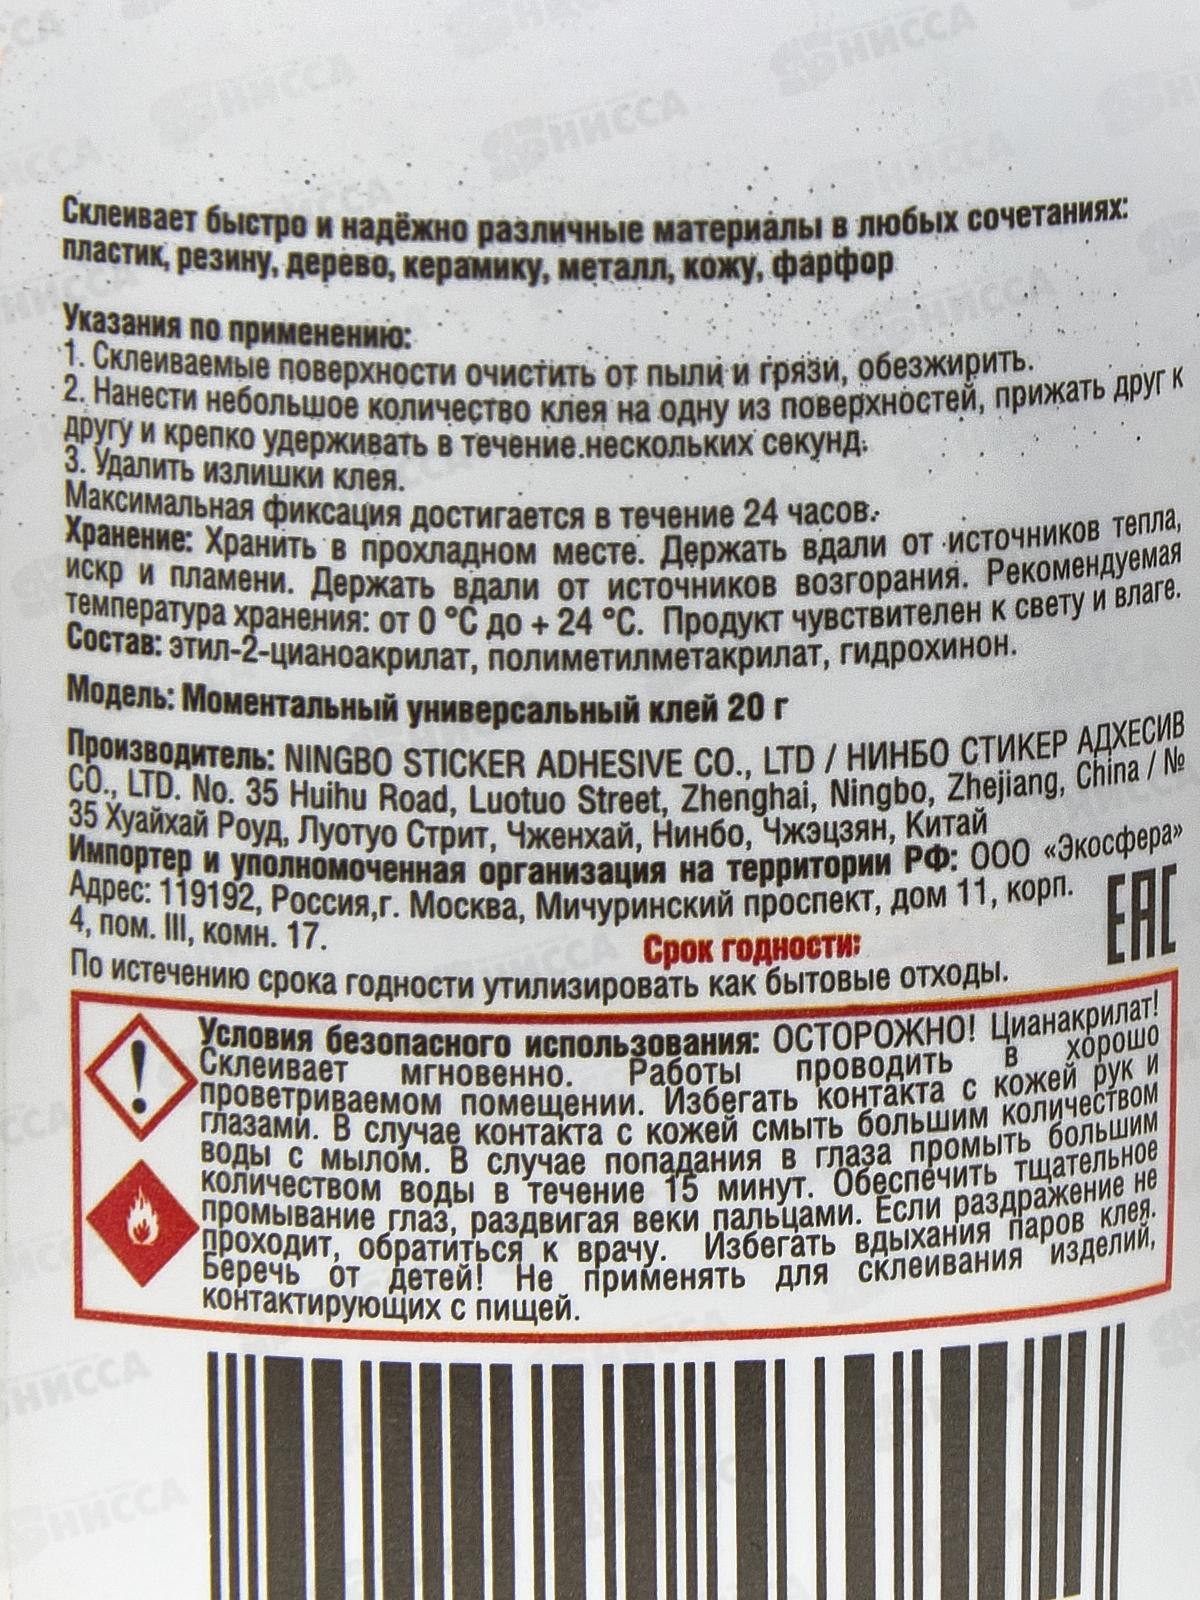 Склеивает быстро и надёжно различные материалы в любых сочетаниях:
пластик, резину, дерево, керамику, металл, кожу, фарфор
Указания по применению:
1. Склеиваемые поверхности очистить от пыли и грязи, обезжирить.
2. Нанести небольшое количество клея на одну из поверхностей, прижать друг к
другу и крепко удерживать в течение нескольких секунд.
3. Удалить излишки клея.
Максимальная фиксация достигается в течение 24 часов.
Хранение: Хранить в прохладном месте. Держать вдали от источников тепла,
искр и пламени. Держать вдали от источников возгорания. Рекомендуемая
температура хранения: от 0 °C до + 24 °C. Продукт чувствителен к свету и влаге.
Состав: этил-2-цианоакрилат, полиметилметакрилат, гидрохинон.
Модель: Моментальный универсальный клей 20 г
Производитель: NINGBO STICKER ADHESIVE CO., LTD / НИНБО СТИКЕР АДХЕСИВ
CO., LTD. No. 35 Huihu Road, Luotuo Street, Zhenghai, Ningbo, Zhejiang, China / №
35 Хуайхай Роуд, Луотуо Стрит, Чженхай, Нинбо, Чжэцзян, Китай
Импортер и уполномоченная организация на территории РФ: ООО «Экосфера»
Адрес: 119192, Россия,г. Москва, Мичуринский проспект, дом 11, корп.
4, пом. III, комн. 17.
EAC
Срок годности:
По истечению срока годности утилизировать как бытовые отходы.
Условия безопасного использования: ОСТОРОЖНО! Цианакрилат!
Склеивает мгновенно. Работы проводить в хорошо
проветриваемом помещении. Избегать контакта с кожей рук и
глазами. В случае контакта с кожей смыть большим количеством
воды с мылом. В случае попадания в глаза промыть большим
количеством воды в течение 15 минут. Обеспечить тщательное
промывание глаз, раздвигая веки пальцами. Если раздражение не
проходит, обратиться к врачу. Избегать вдыхания паров клея.
Беречь от детей! Не применять для склеивания изделий,
контактирующих с пищей.
НИССА